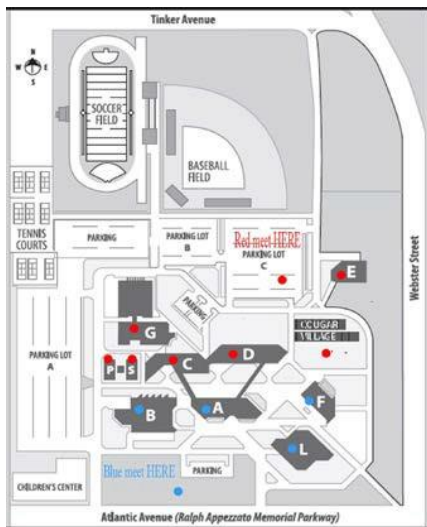 Tinker Avenue
N
W E
S
SOCCER
FIELD
BASEBALL
FIELD
TENNIS
COURTS
PARKING
PARKING LOT
B
Red meet HERE
PARKING LOT
C
E
Webster Street
PARKING
G
COUGAR
VILLAGE
PARKING LOT
A
D
C
P
S
F
B
A
L
Blue meet HERE
PARKING
CHILDREN'S CENTER
Atlantic Avenue (Ralph Appezzato Memorial Parkway)